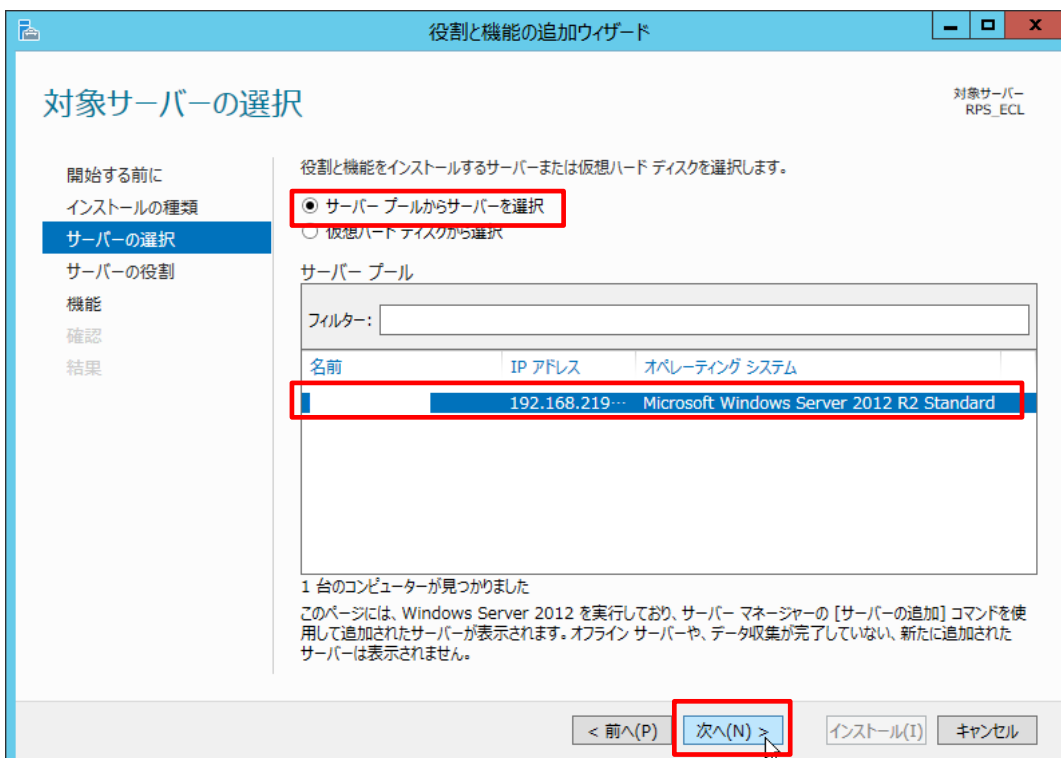 役割と機能の追加ウィザード
対象サーバーの選択
対象サーバー
RPS_ECL
開始する前に
インストールの種類
サーバーの選択
サーバーの役割
機能
確認
結果
役割と機能をインストールするサーバーまたは仮想ハード ディスクを選択します。
サーバー プールからサーバーを選択
仮想ハード ディスクから選択
サーバー プール
フィルター:
名前 IP アドレス オペレーティング システム
192.168.219… Microsoft Windows Server 2012 R2 Standard
1 台のコンピューターが見つかりました
このページには、Windows Server 2012 を実行しており、サーバー マネージャーの [サーバーの追加] コマンドを使
用して追加されたサーバーが表示されます。オフライン サーバーや、データ収集が完了していない、新たに追加された
サーバーは表示されません。
< 前へ(P) 次へ(N) > インストール(I) キャンセル